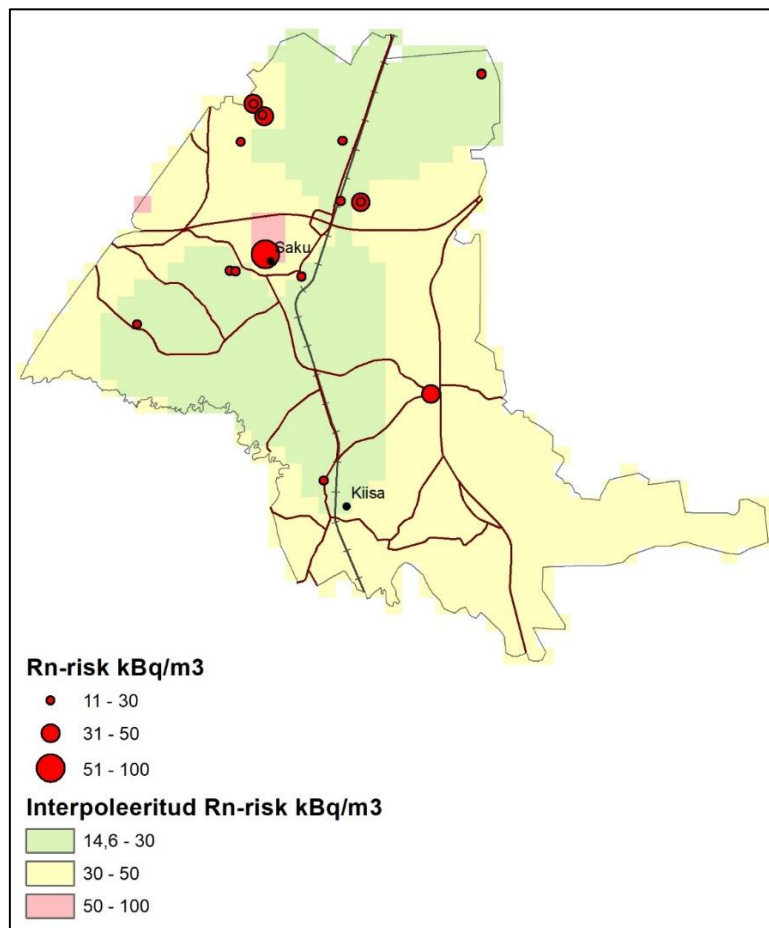 Saku
Kiisa
Rn-risk kBq/m3
11 - 30
31 - 50
51 - 100
Interpoleeritud Rn-risk kBq/m3
14,6 - 30
30 - 50
50 - 100